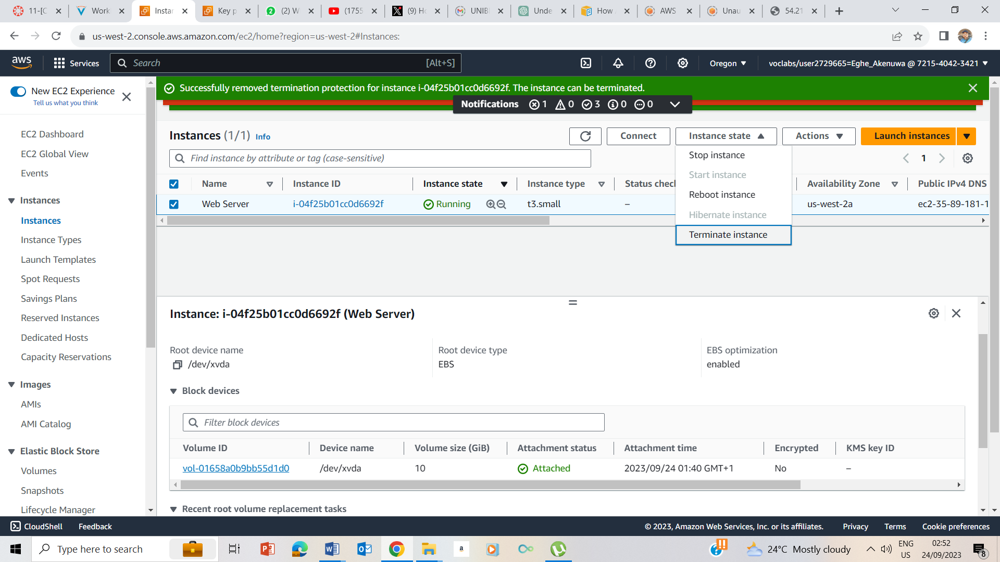 11-[C
Work
Instar
Key p
(2) W
(1755
(9) Ho
UNIBI
Unde
How
AWS
Unau
54.21
us-west-2.console.aws.amazon.com/ec2/home?region=us-west-2#Instances:
aws
Services
Search
[Alt+S]
Oregon
voclabs/user2729665=Eghe_Akenuwa @ 7215-4042-3421
New EC2 Experience
Tell us what you think
Successfully removed termination protection for instance i-04f25b01cc0d6692f. The instance can be terminated.
Notifications 1 0 3 0 0
EC2 Dashboard
EC2 Global View
Events
Instances
Instances
Instance Types
Launch Templates
Spot Requests
Savings Plans
Reserved Instances
Dedicated Hosts
Capacity Reservations
Images
AMIs
AMI Catalog
Elastic Block Store
Volumes
Snapshots
Lifecycle Manager
Instances (1/1) Info
Connect
Instance state
Actions
Launch instances
Find instance by attribute or tag (case-sensitive)
1
Stop instance
Start instance
Reboot instance
Hibernate instance
Terminate instance
Name Instance ID Instance state Instance type Status check Availability Zone Public IPv4 DNS
Web Server i-04f25b01cc0d6692f Running t3.small – us-west-2a ec2-35-89-181-1
Instance: i-04f25b01cc0d6692f (Web Server)
Root device name Root device type EBS optimization
/dev/xvda EBS enabled
Block devices
Filter block devices
Volume ID Device name Volume size (GiB) Attachment status Attachment time Encrypted KMS key ID
vol-01658a0b9bb55d1d0 /dev/xvda 10 Attached 2023/09/24 01:40 GMT+1 No –
Recent root volume replacement tasks
CloudShell Feedback © 2023, Amazon Web Services, Inc. or its affiliates. Privacy Terms Cookie preferences
Type here to search
24°C Mostly cloudy
ENG
US
02:52
24/09/2023
8